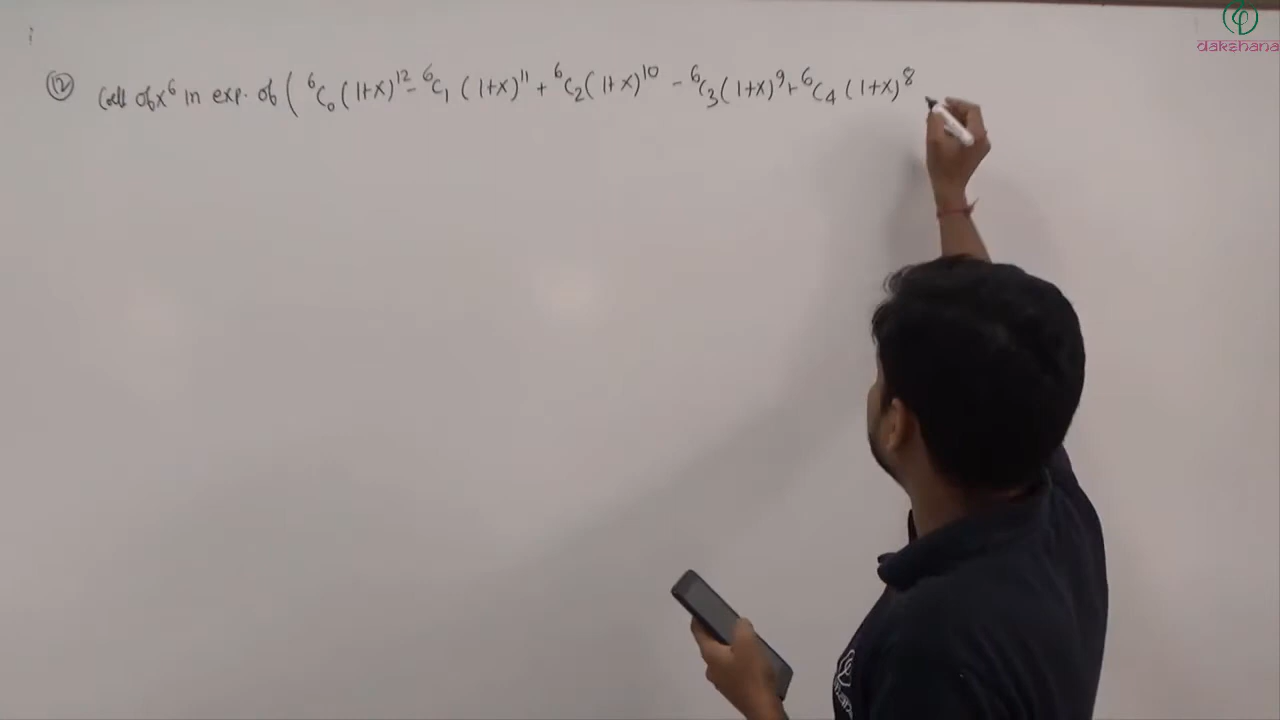 dakshana
(12) Coeff of x⁶ in exp. of ( ⁶C₀ (1+x)¹² - ⁶C₁ (1+x)¹¹ + ⁶C₂ (1+x)¹⁰ - ⁶C₃ (1+x)⁹ + ⁶C₄ (1+x)⁸